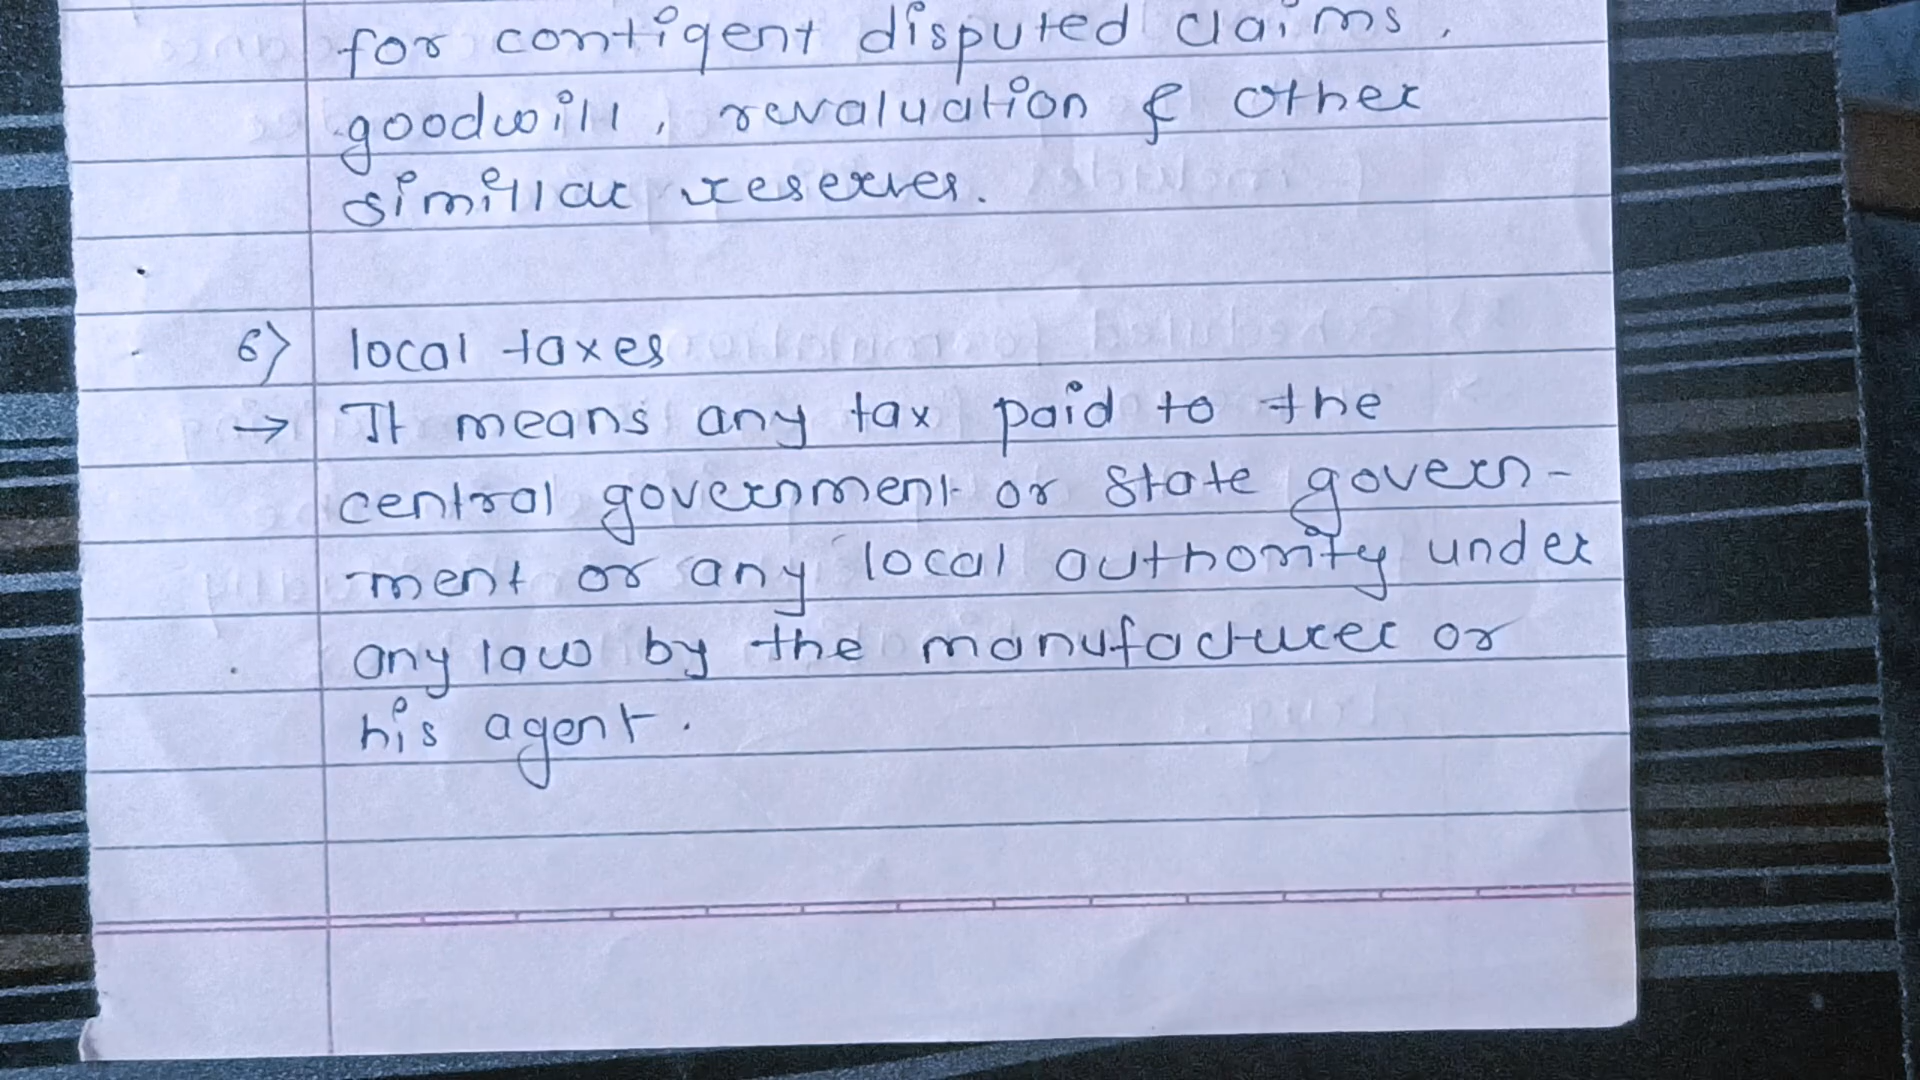 for contigent disputed claims,
goodwill, revaluation & other
simillar reserves.
6) local taxes
→ It means any tax paid to the
central government or state govern-
ment or any local authority under
any law by the manufacturer or
his agent.